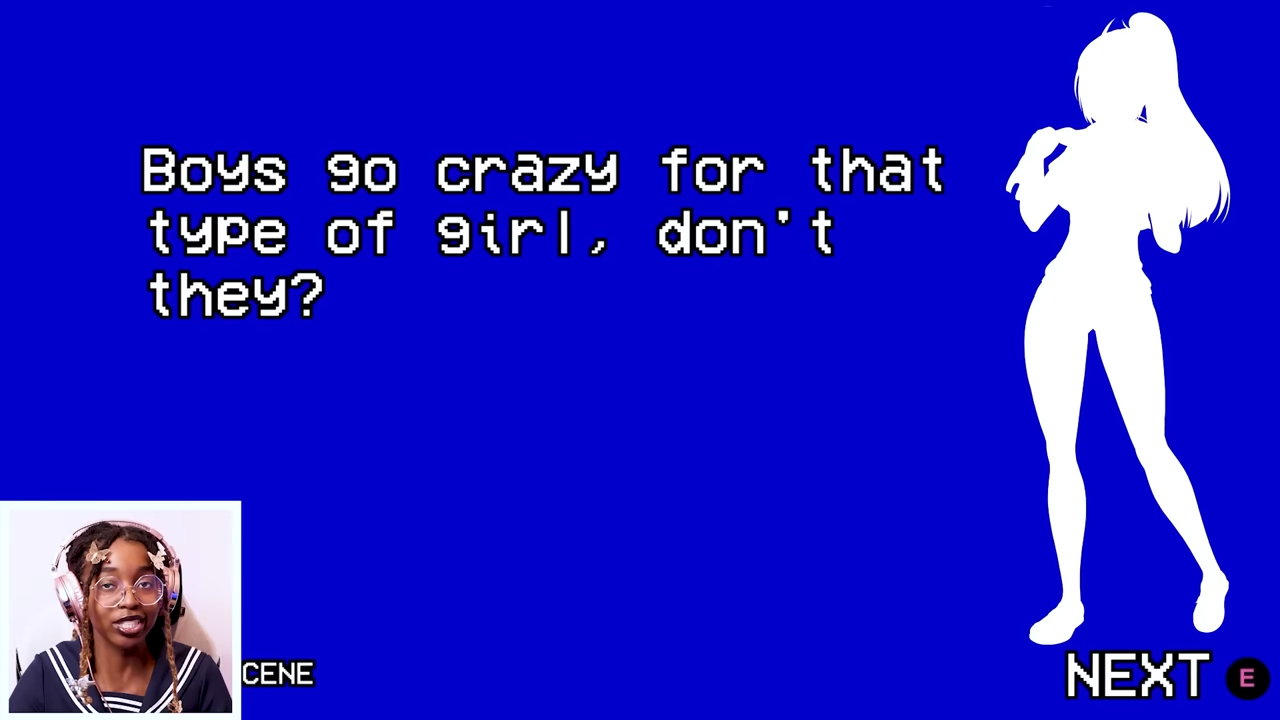 Boys go crazy for that
type of girl, don't
they?
CENE
NEXT E